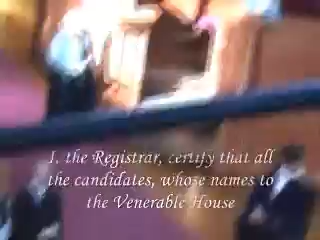 I, the Registrar, certify that all
the candidates, whose names to
the Venerable House